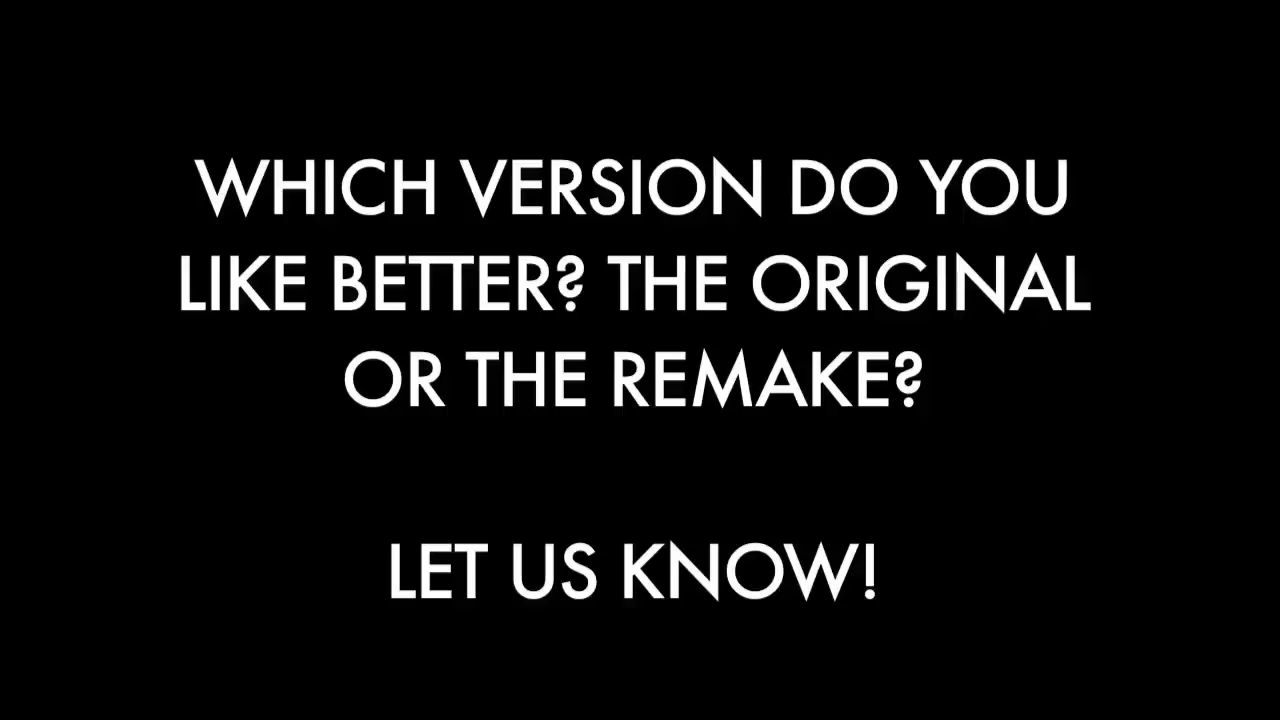 WHICH VERSION DO YOU
LIKE BETTER? THE ORIGINAL
OR THE REMAKE?
LET US KNOW!